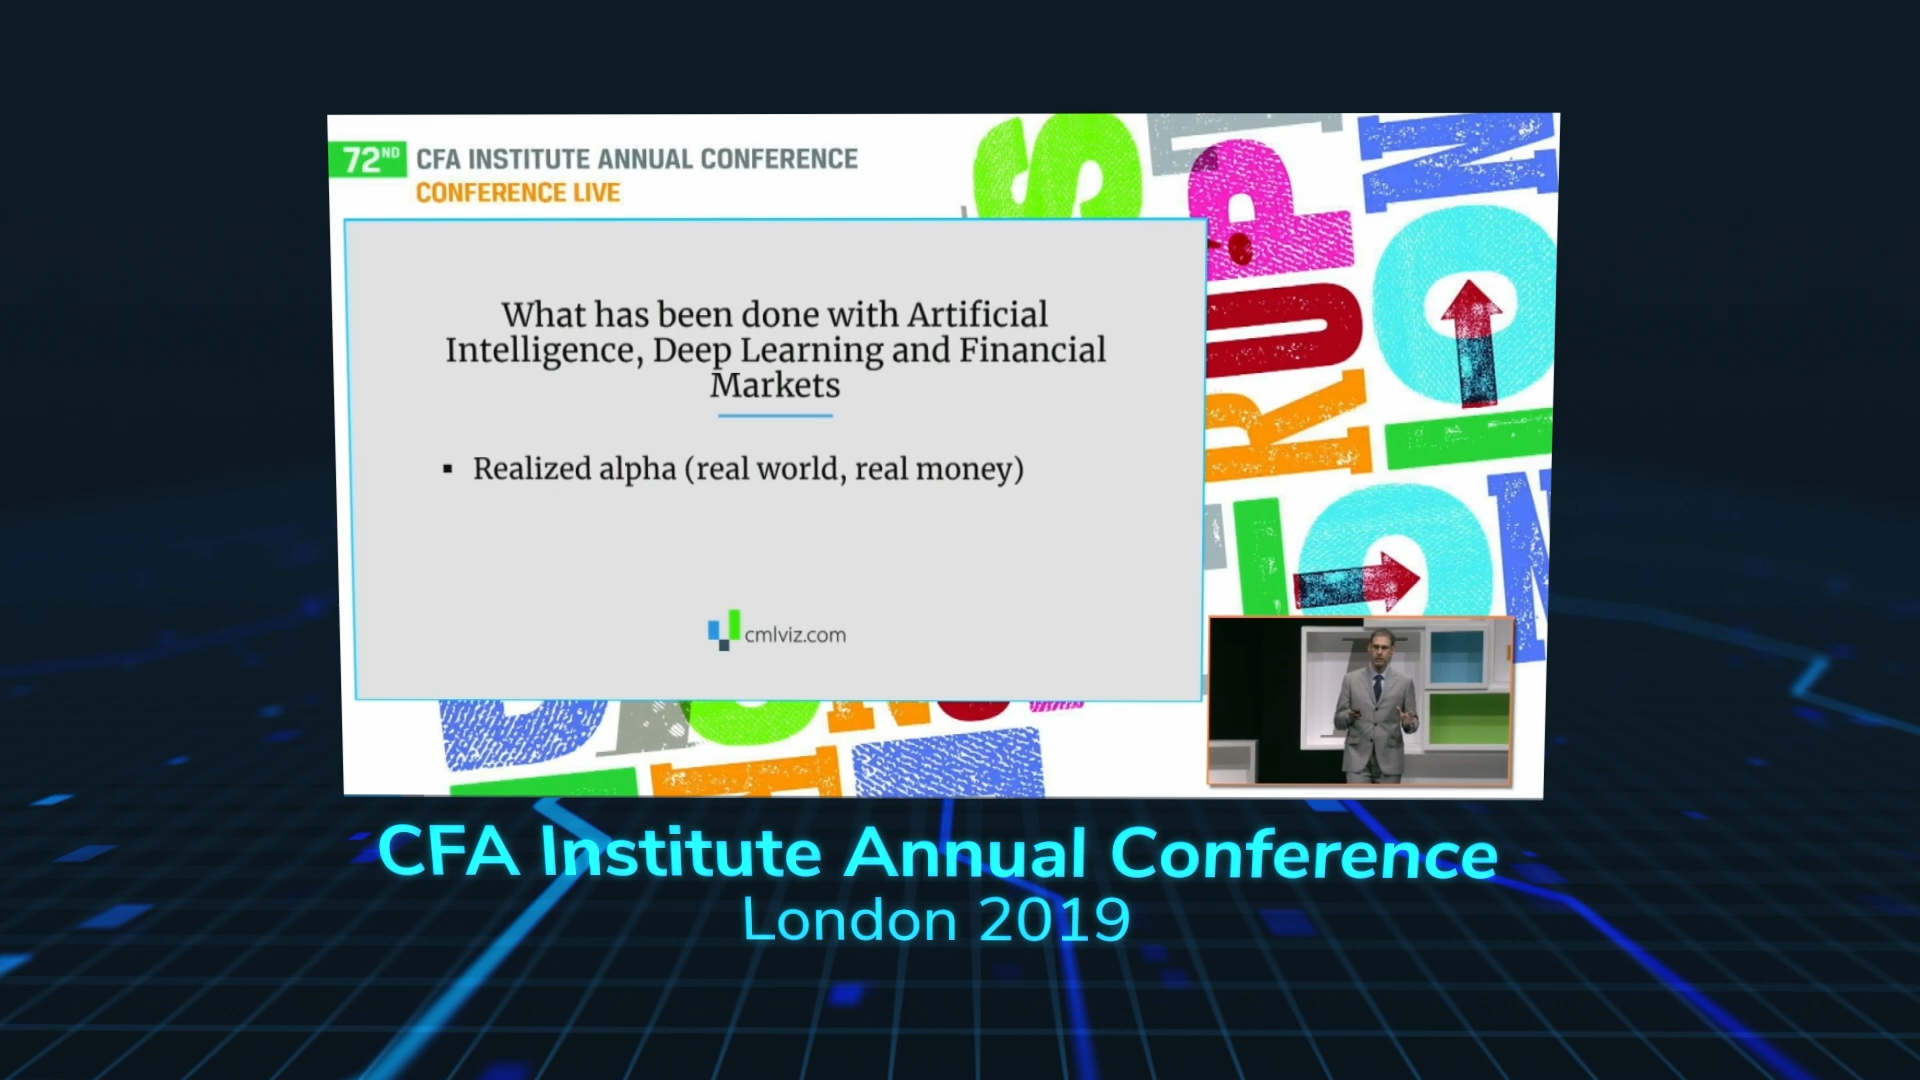 72ND CFA INSTITUTE ANNUAL CONFERENCE
CONFERENCE LIVE
What has been done with Artificial
Intelligence, Deep Learning and Financial
Markets
▪ Realized alpha (real world, real money)
cmlviz.com
CFA Institute Annual Conference
London 2019